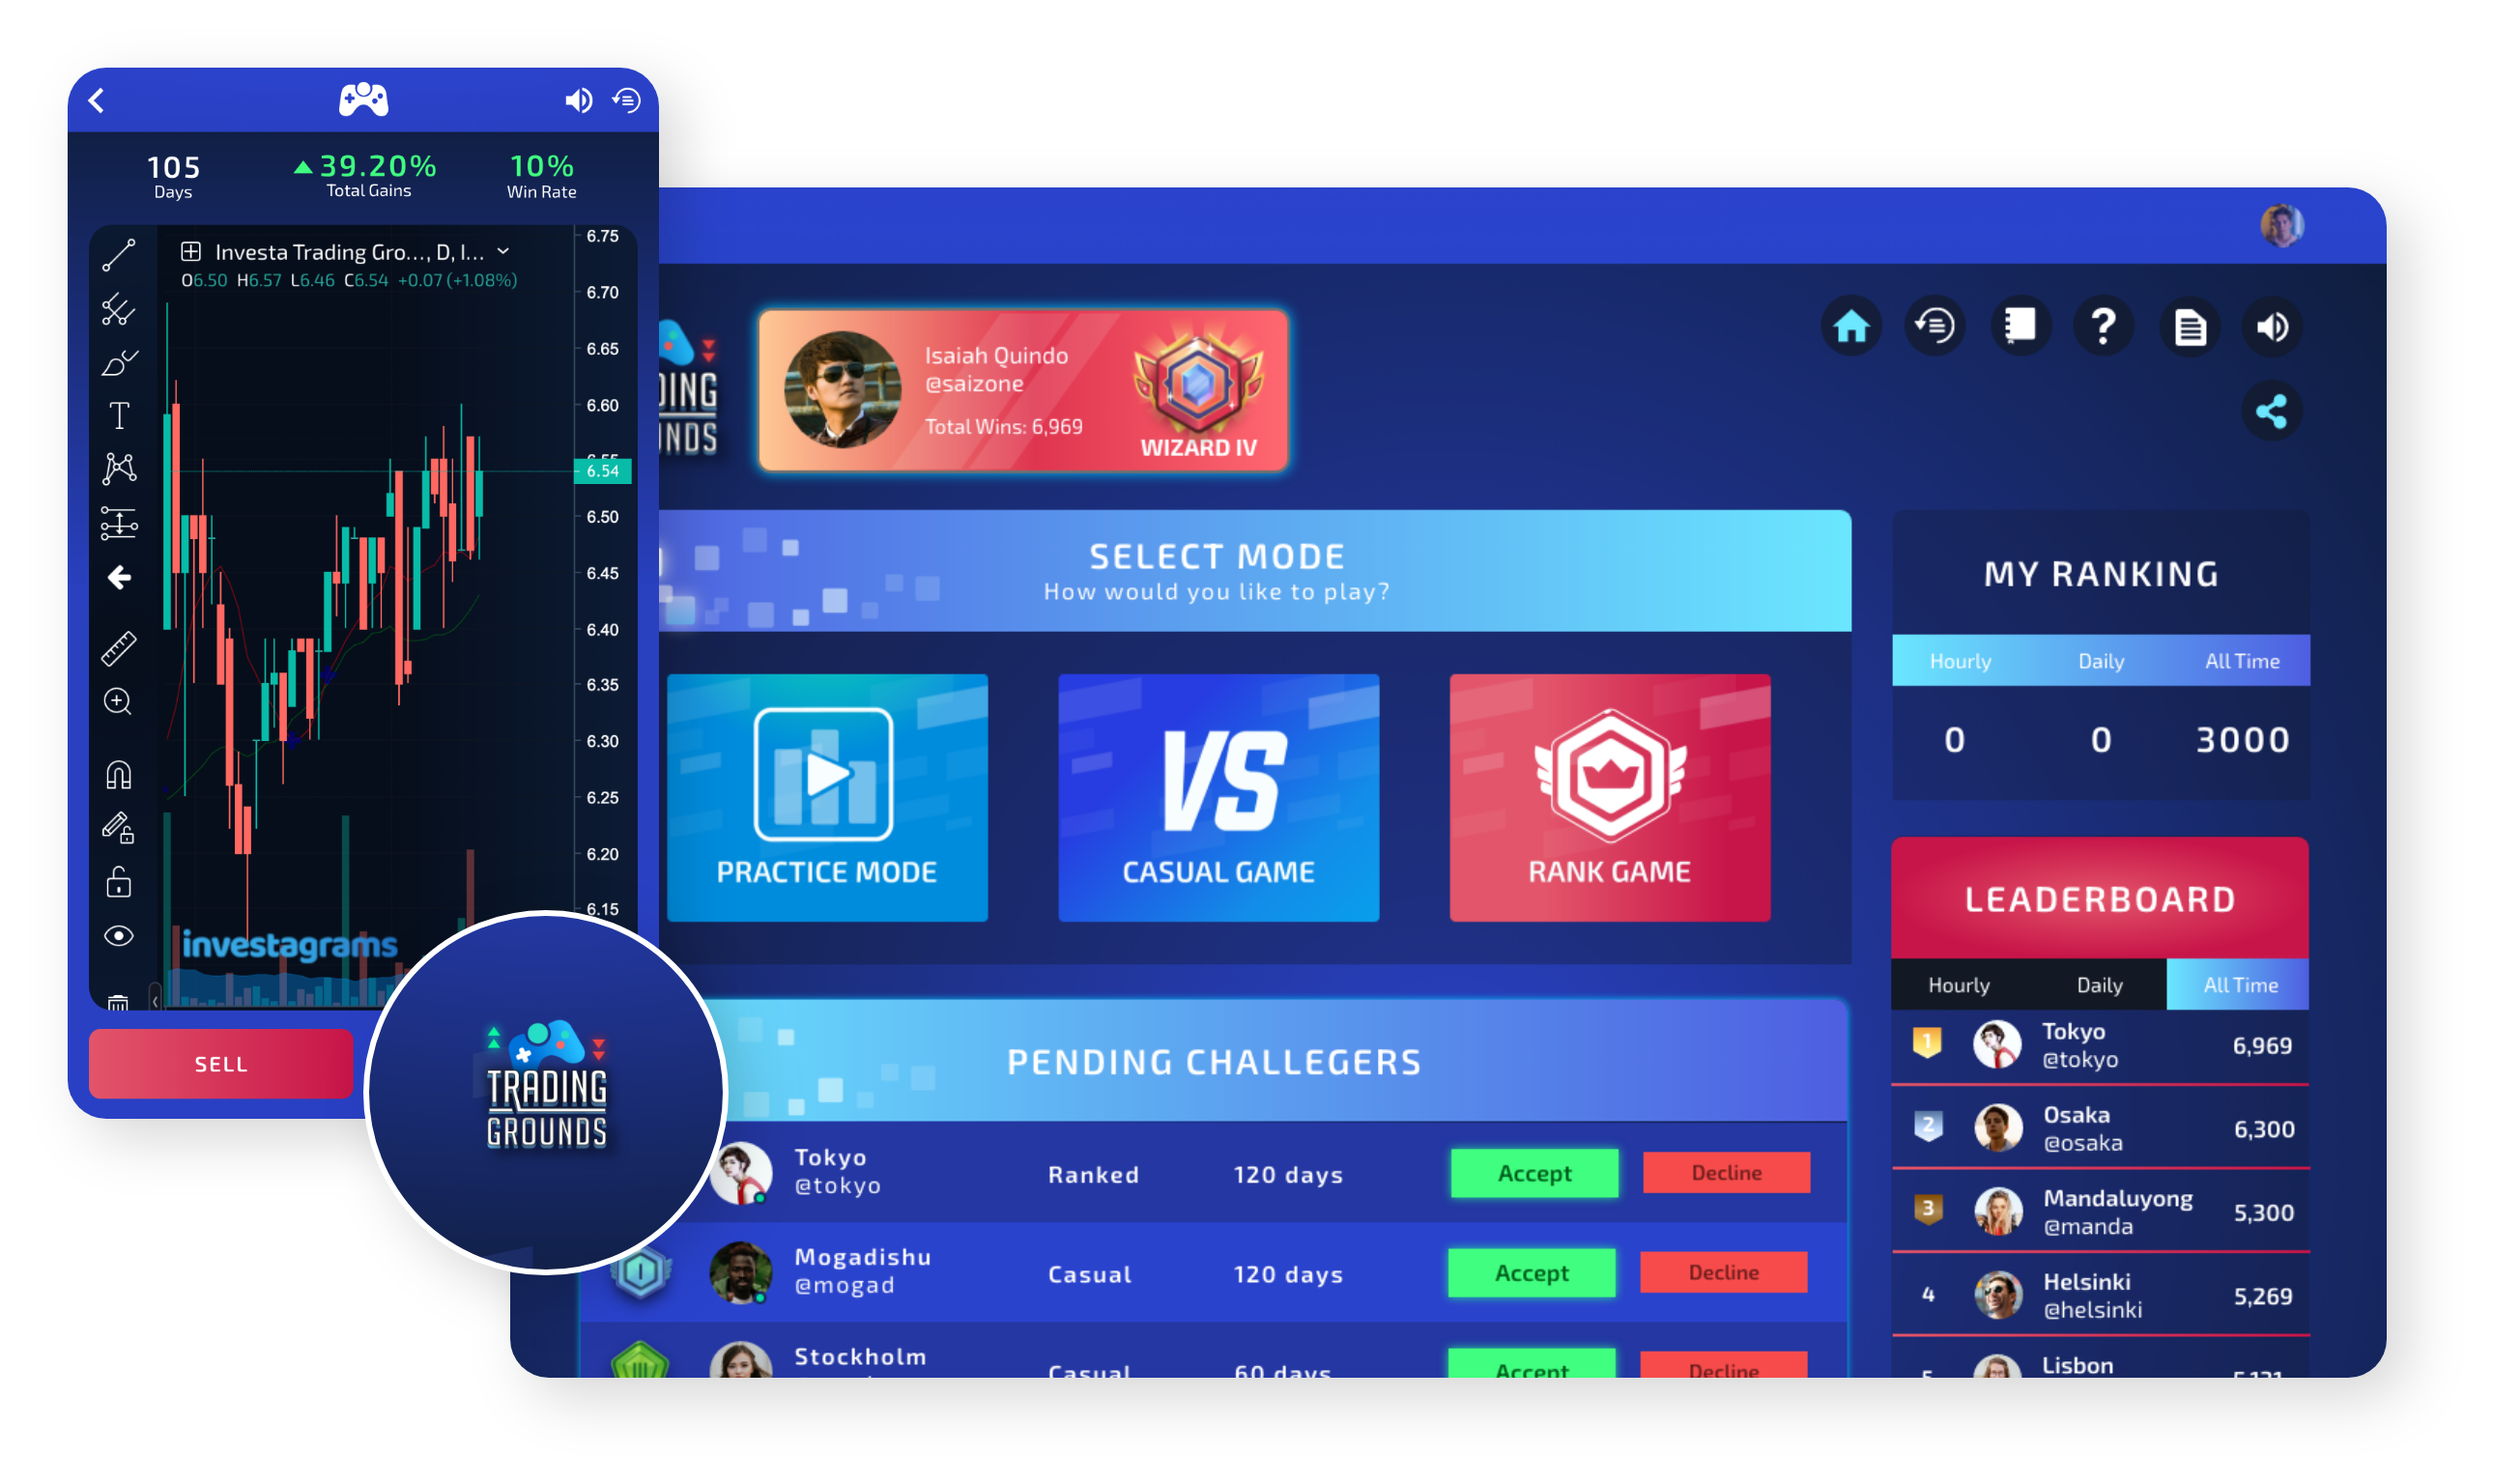 105
Days
39.20%
Total Gains
10%
Win Rate
Investa Trading Gro..., D, I...
O6.50 H6.57 L6.46 C6.54 +0.07 (+1.08%)
6.75
6.70
6.65
6.60
6.55
6.54
6.50
6.45
6.40
6.35
6.30
6.25
6.20
6.15
T
investagrams
SELL
TRADING
GROUNDS
DING
UNDS
Isaiah Quindo
@saizone
Total Wins: 6,969
WIZARD IV
?
SELECT MODE
How would you like to play?
PRACTICE MODE
VS
CASUAL GAME
RANK GAME
MY RANKING
Hourly Daily All Time
0 0 3000
LEADERBOARD
Hourly Daily All Time
1 Tokyo
@tokyo
6,969
2 Osaka
@osaka
6,300
3 Mandaluyong
@manda
5,300
4 Helsinki
@helsinki
5,269
5 Lisbon
PENDING CHALLEGERS
Tokyo
@tokyo
Ranked 120 days Accept Decline
Mogadishu
@mogad
Casual 120 days Accept Decline
Stockholm
Casual 60 days Accept Decline